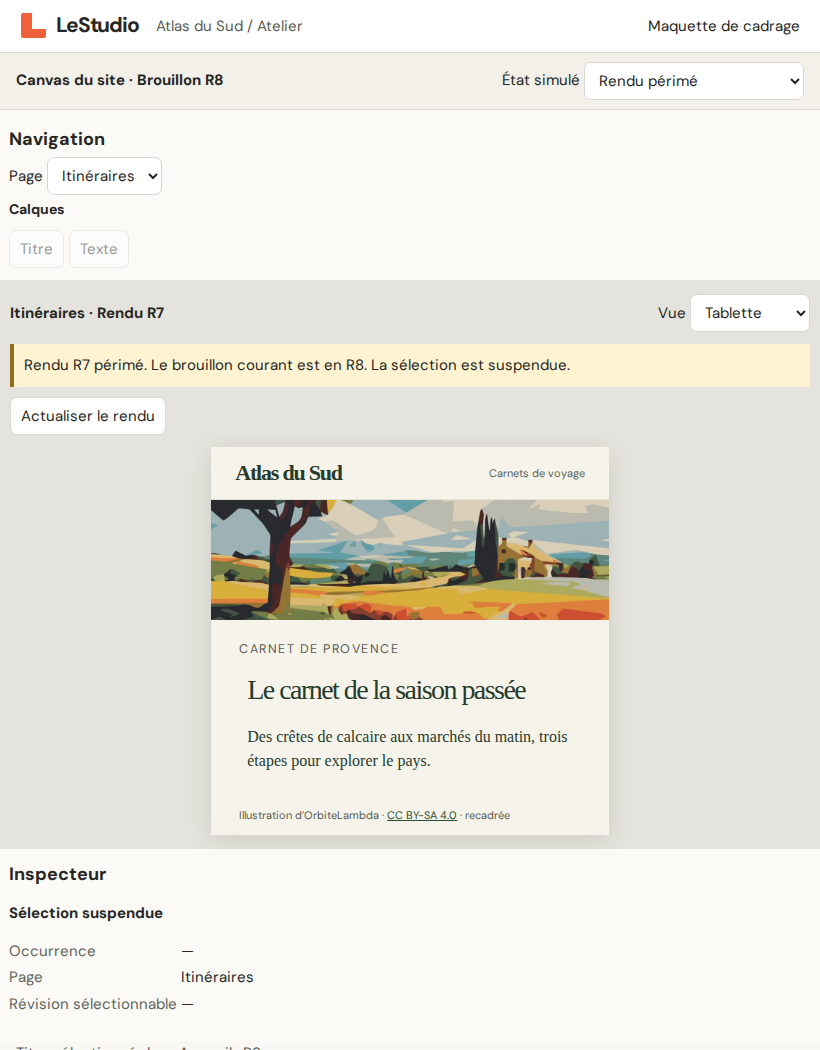 LeStudio Atlas du Sud / Atelier Maquette de cadrage
Canvas du site · Brouillon R8 État simulé Rendu périmé
Navigation
Page Itinéraires
Calques
Titre Texte
Itinéraires · Rendu R7 Vue Tablette
Rendu R7 périmé. Le brouillon courant est en R8. La sélection est suspendue.
Actualiser le rendu
Atlas du Sud Carnets de voyage
CARNET DE PROVENCE
Le carnet de la saison passée
Des crêtes de calcaire aux marchés du matin, trois
étapes pour explorer le pays.
Illustration d'OrbiteLambda · CC BY-SA 4.0 · recadrée
Inspecteur
Sélection suspendue
Occurrence —
Page Itinéraires
Révision sélectionnable —